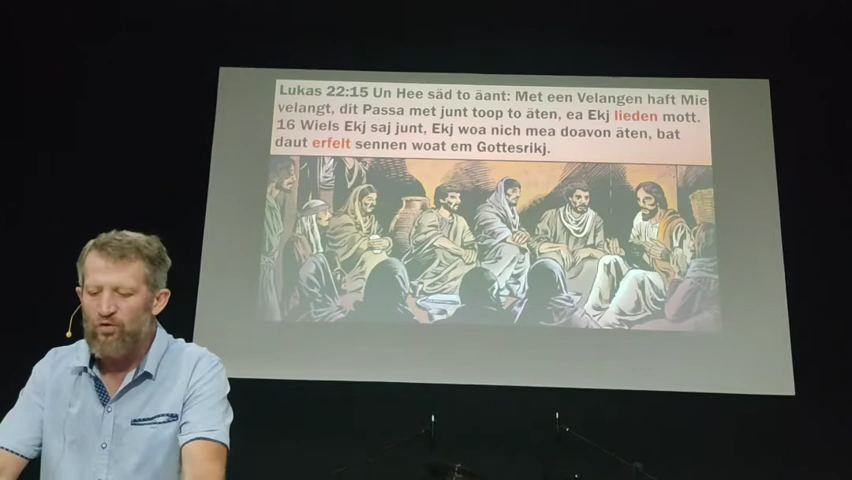 Lukas 22:15 Un Hee säd to äant: Met een Velangen haft Mie
velangt, dit Passa met junt toop to äten, ea Ekj lieden mott.
16 Wiels Ekj saj junt, Ekj woa nich mea doavon äten, bat
daut erfelt sennen woat em Gottesrikj.